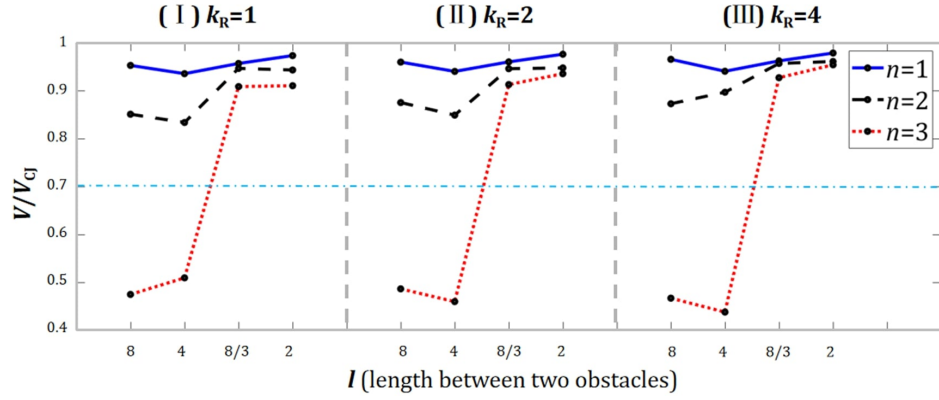 (Ⅰ) kR=1
(Ⅱ) kR=2
(Ⅲ) kR=4
1
0.9
0.8
0.7
0.6
0.5
0.4
V/VCJ
n=1
n=2
n=3
8 4 8/3 2
8 4 8/3 2
8 4 8/3 2
l (length between two obstacles)